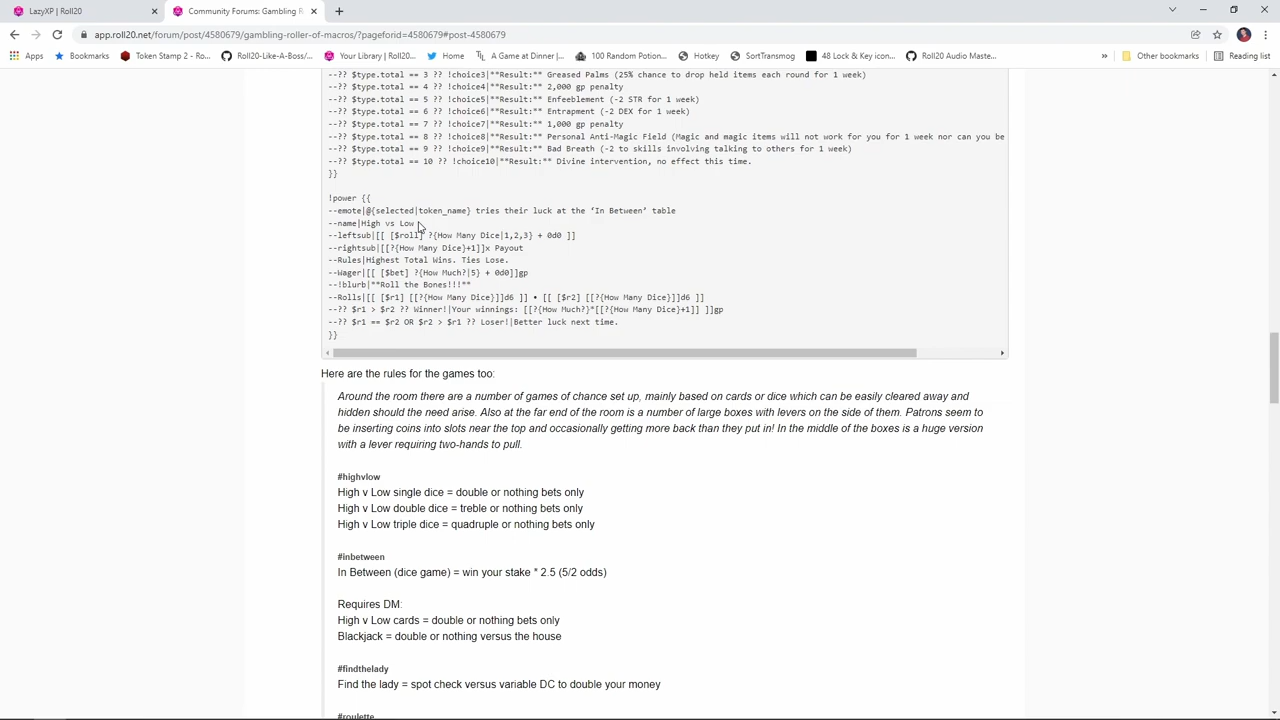 LazyXP | Roll20
Community Forums: Gambling R
app.roll20.net/forum/post/4580679/gambling-roller-of-macros/?pageforid=4580679#post-4580679
Apps
Bookmarks
Token Stamp 2 - Ro...
Roll20-Like-A-Boss/...
Your Library | Roll20...
Home
A Game at Dinner |...
100 Random Potion...
Hotkey
SortTransmog
48 Lock & Key icon...
Roll20 Audio Maste...
»
Other bookmarks
Reading list
--?? $type.total == 3 ?? !choice3|**Result:** Greased Palms (25% chance to drop held items each round for 1 week)
--?? $type.total == 4 ?? !choice4|**Result:** 2,000 gp penalty
--?? $type.total == 5 ?? !choice5|**Result:** Enfeeblement (-2 STR for 1 week)
--?? $type.total == 6 ?? !choice6|**Result:** Entrapment (-2 DEX for 1 week)
--?? $type.total == 7 ?? !choice7|**Result:** 1,000 gp penalty
--?? $type.total == 8 ?? !choice8|**Result:** Personal Anti-Magic Field (Magic and magic items will not work for you for 1 week nor can you be
--?? $type.total == 9 ?? !choice9|**Result:** Bad Breath (-2 to skills involving talking to others for 1 week)
--?? $type.total == 10 ?? !choice10|**Result:** Divine intervention, no effect this time.
}}
!power {{
--emote|@{selected|token_name} tries their luck at the ‘In Between’ table
--name|High vs Low
--leftsub|[[ [$roll] ?{How Many Dice|1,2,3} + 0d0 ]]
--rightsub|[[?{How Many Dice}+1]]x Payout
--Rules|Highest Total Wins. Ties Lose.
--Wager|[[ [$bet] ?{How Much?|5} + 0d0]]gp
--!blurb|**Roll the Bones!!!**
--Rolls|[[ [$r1] [[?{How Many Dice}]]d6 ]] • [[ [$r2] [[?{How Many Dice}]]d6 ]]
--?? $r1 > $r2 ?? Winner!|Your winnings: [[?{How Much?}*[[?{How Many Dice}+1]] ]]gp
--?? $r1 == $r2 OR $r2 > $r1 ?? Loser!|Better luck next time.
}}
Here are the rules for the games too:
Around the room there are a number of games of chance set up, mainly based on cards or dice which can be easily cleared away and
hidden should the need arise. Also at the far end of the room is a number of large boxes with levers on the side of them. Patrons seem to
be inserting coins into slots near the top and occasionally getting more back than they put in! In the middle of the boxes is a huge version
with a lever requiring two-hands to pull.
#highvlow
High v Low single dice = double or nothing bets only
High v Low double dice = treble or nothing bets only
High v Low triple dice = quadruple or nothing bets only
#inbetween
In Between (dice game) = win your stake * 2.5 (5/2 odds)
Requires DM:
High v Low cards = double or nothing bets only
Blackjack = double or nothing versus the house
#findthelady
Find the lady = spot check versus variable DC to double your money
#roulette